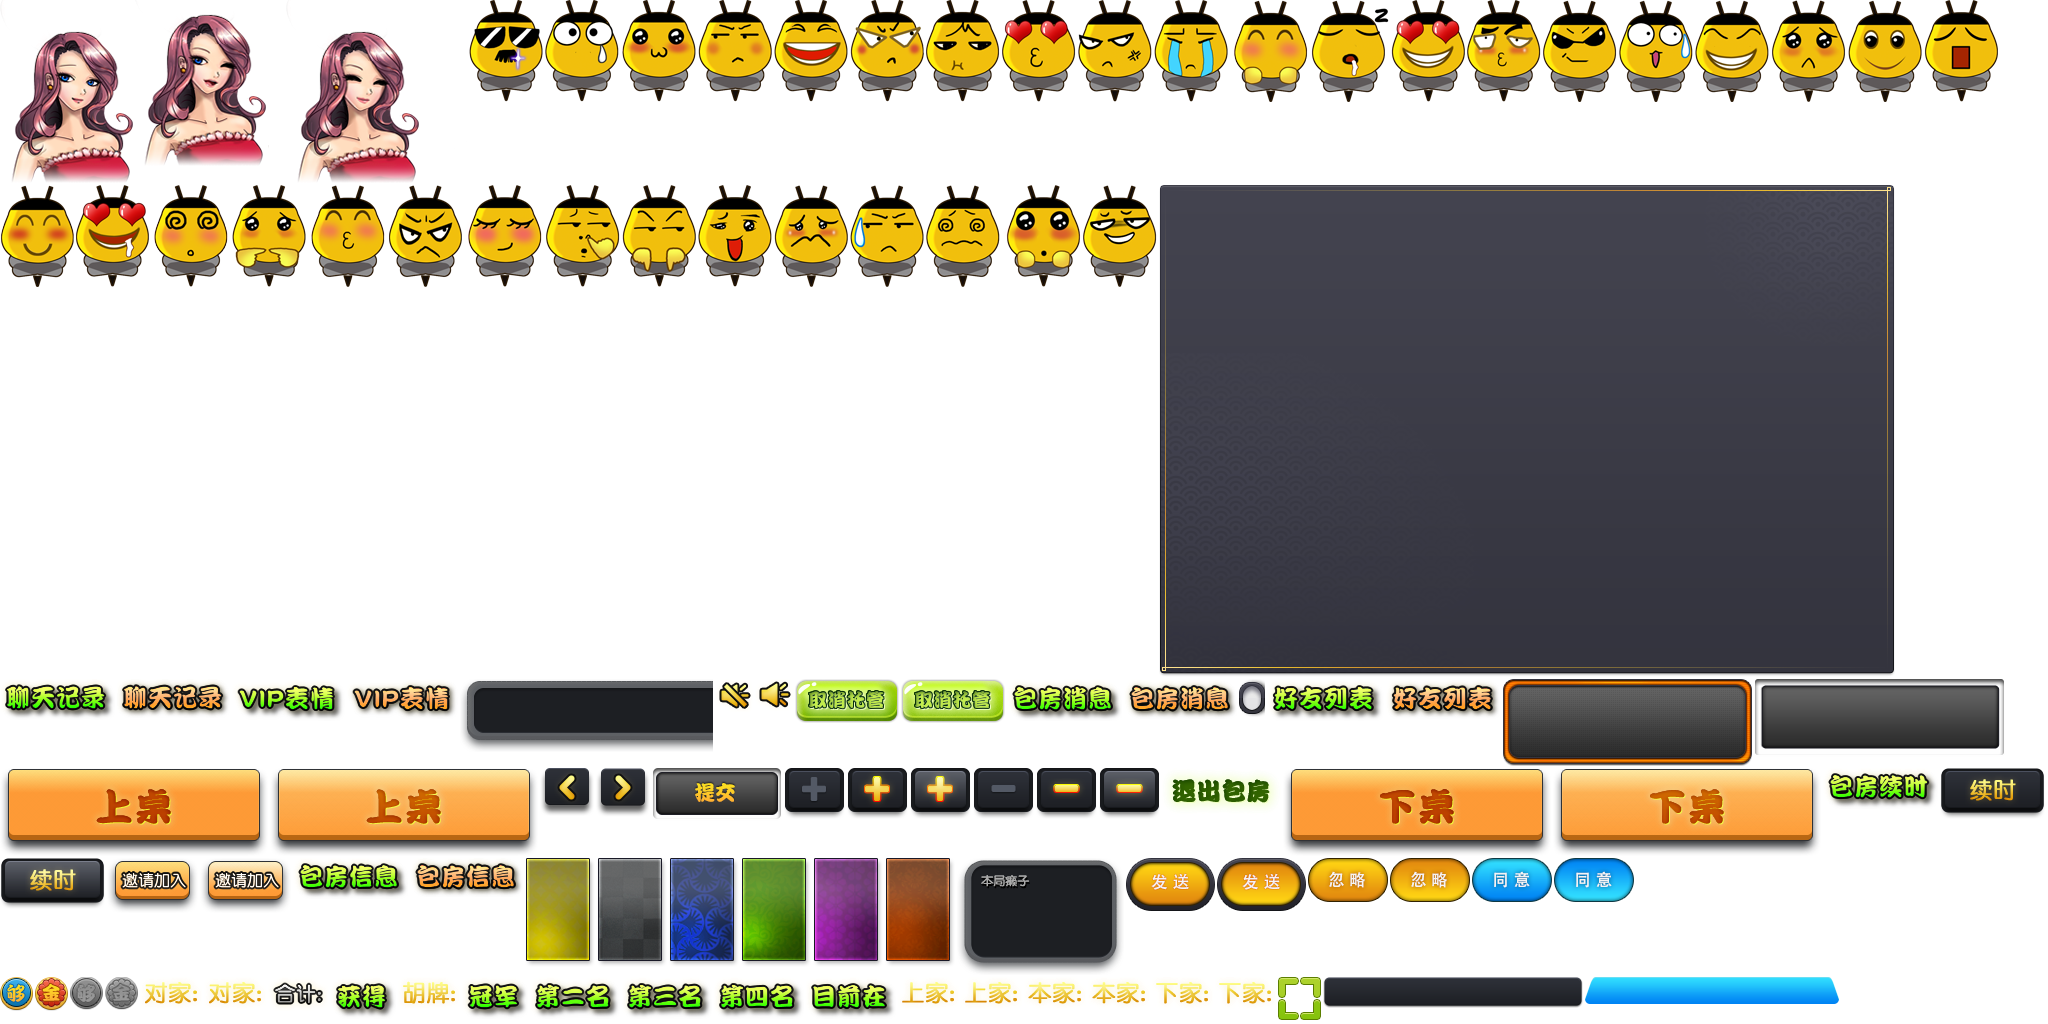 z
聊天记录 聊天记录 VIP表情 VIP表情 取消托管 取消托管 包房消息 包房消息 好友列表 好友列表
上桌 上桌 提交 退出包房 下桌 下桌 包房续时 续时
续时 邀请加入 邀请加入 包房信息 包房信息 本局癞子 发送 发送 忽略 忽略 同意 同意
够 金 够 金 对家: 对家: 合计: 获得 胡牌: 冠军 第二名 第三名 第四名 目前在 上家: 上家: 本家: 本家: 下家: 下家: